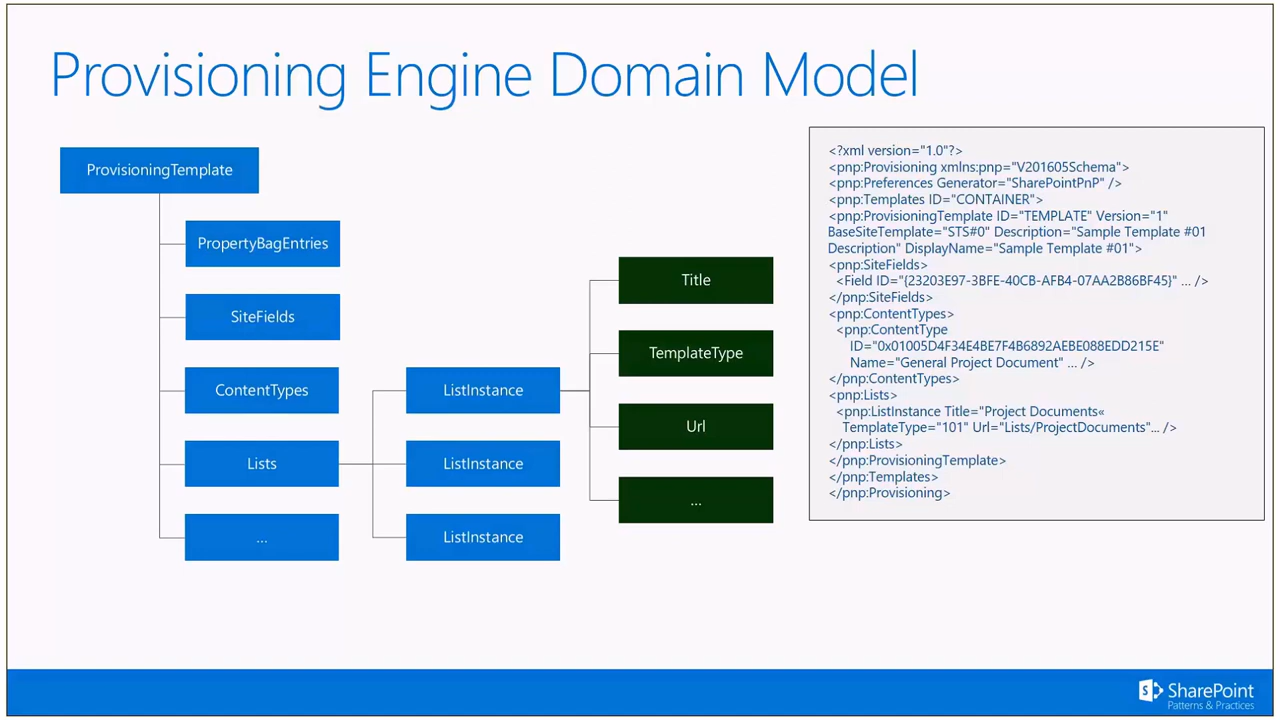 Provisioning Engine Domain Model
ProvisioningTemplate
PropertyBagEntries
SiteFields
ContentTypes
Lists
...
ListInstance
ListInstance
ListInstance
Title
TemplateType
Url
...
<?xml version="1.0"?>
<pnp:Provisioning xmlns:pnp="V201605Schema">
<pnp:Preferences Generator="SharePointPnP" />
<pnp:Templates ID="CONTAINER">
<pnp:ProvisioningTemplate ID="TEMPLATE" Version="1"
BaseSiteTemplate="STS#0" Description="Sample Template #01
Description" DisplayName="Sample Template #01">
<pnp:SiteFields>
<Field ID="{23203E97-3BFE-40CB-AFB4-07AA2B86BF45}" ... />
</pnp:SiteFields>
<pnp:ContentTypes>
<pnp:ContentType
ID="0x01005D4F34E4BE7F4B6892AEBE088EDD215E"
Name="General Project Document" ... />
</pnp:ContentTypes>
<pnp:Lists>
<pnp:ListInstance Title="Project Documents«
TemplateType="101" Url="Lists/ProjectDocuments"... />
</pnp:Lists>
</pnp:ProvisioningTemplate>
</pnp:Templates>
</pnp:Provisioning>
SharePoint
Patterns & Practices